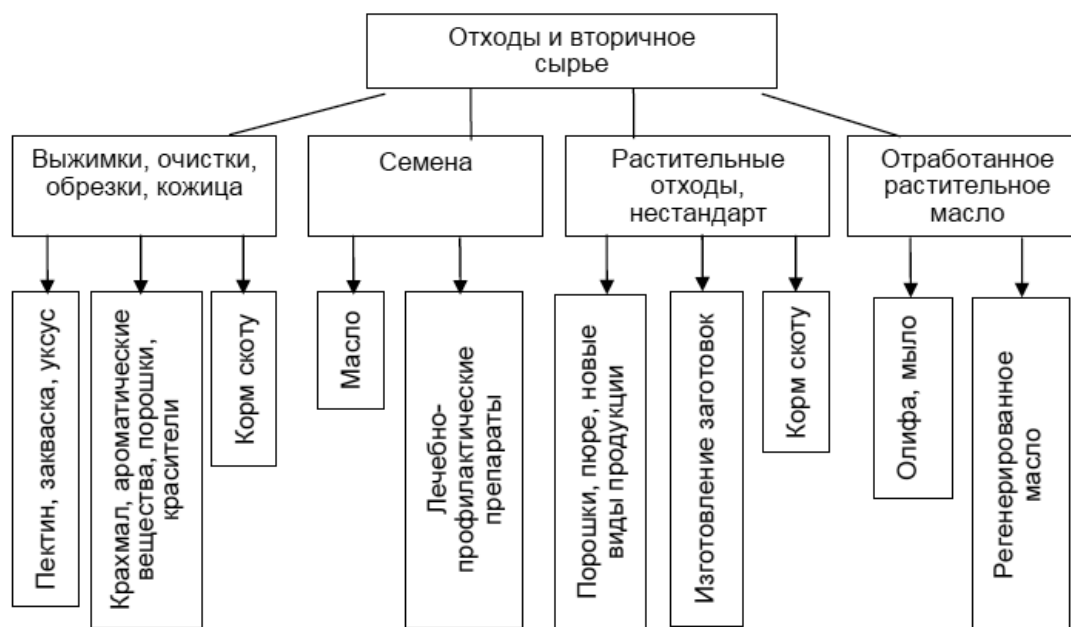 Отходы и вторичное
сырье
Выжимки, очистки,
обрезки, кожица
Семена
Растительные
отходы,
нестандарт
Отработанное
растительное
масло
Пектин, закваска, уксус
Крахмал, ароматические
вещества, порошки,
красители
Корм скоту
Масло
Лечебно-
профилактические
препараты
Порошки, пюре, новые
виды продукции
Изготовление заготовок
Корм скоту
Олифа, мыло
Регенерированное
масло